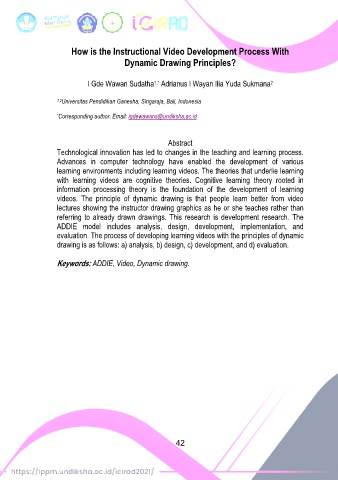 Kampus
Merdeka
iCiRAD
How is the Instructional Video Development Process With
Dynamic Drawing Principles?
I Gde Wawan Sudatha1,* Adrianus I Wayan Ilia Yuda Sukmana2
1,2Universitas Pendidikan Ganesha, Singaraja, Bali, Indonesia
*Corresponding author. Email: igdewawans@undiksha.ac.id
Abstract
Technological innovation has led to changes in the teaching and learning process.
Advances in computer technology have enabled the development of various
learning environments including learning videos. The theories that underlie learning
with learning videos are cognitive theories. Cognitive learning theory rooted in
information processing theory is the foundation of the development of learning
videos. The principle of dynamic drawing is that people learn better from video
lectures showing the instructor drawing graphics as he or she teaches rather than
referring to already drawn drawings. This research is development research. The
ADDIE model includes analysis, design, development, implementation, and
evaluation. The process of developing learning videos with the principles of dynamic
drawing is as follows: a) analysis, b) design, c) development, and d) evaluation.
Keywords: ADDIE, Video, Dynamic drawing.
42
https://lppm.undiksha.ac.id/icirad2021/